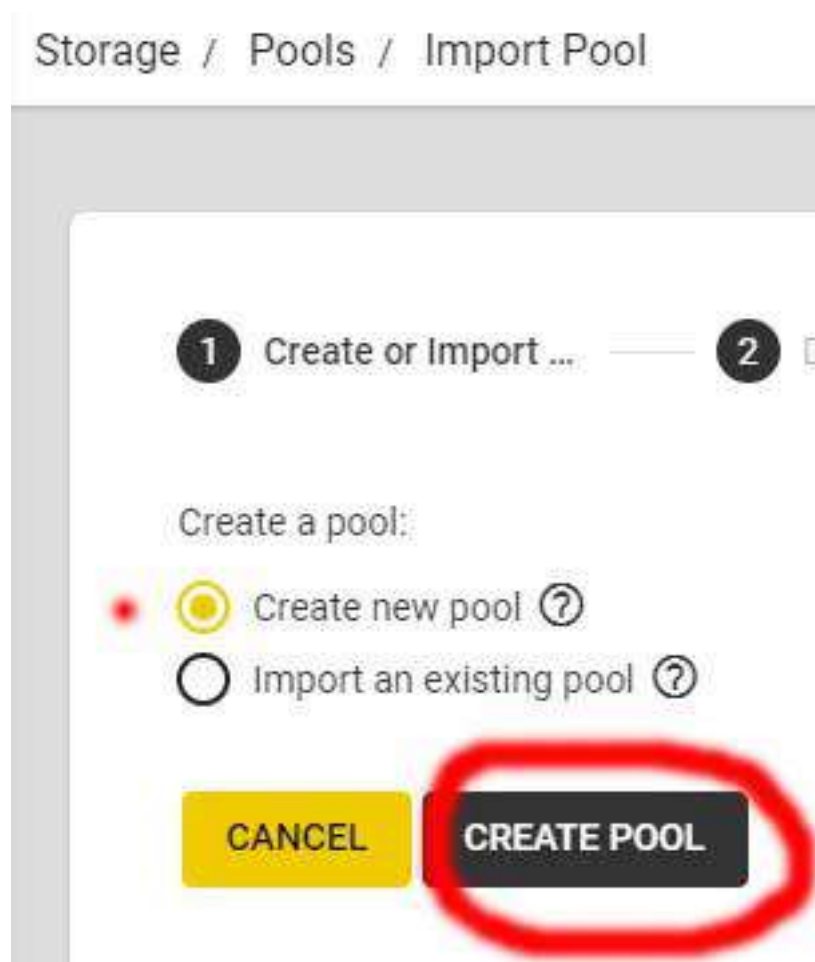 Storage / Pools / Import Pool
1 Create or Import ... 2
Create a pool:
Create new pool ?
Import an existing pool ?
CANCEL CREATE POOL